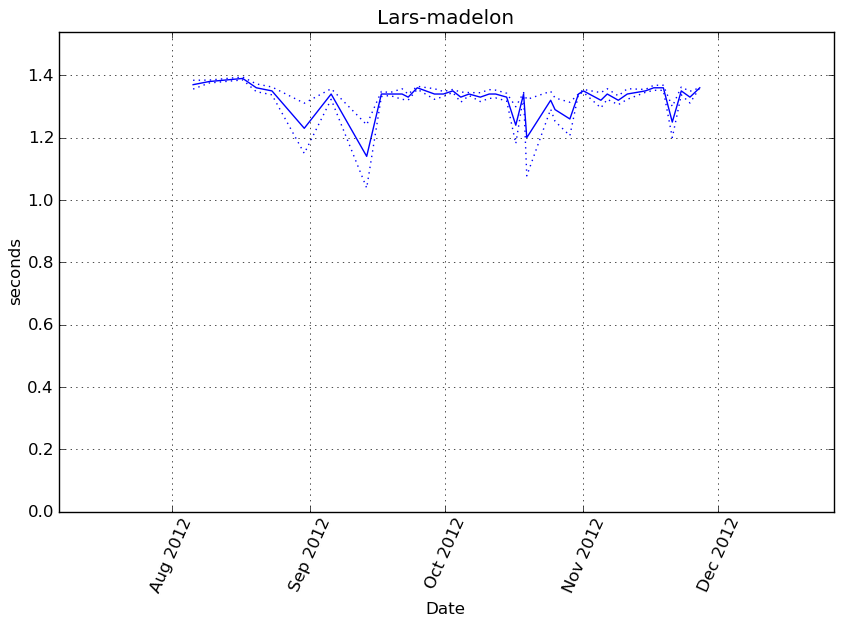 Lars-madelon
1.4
1.2
1.0
0.8
0.6
0.4
0.2
0.0
seconds
Aug 2012
Sep 2012
Oct 2012
Nov 2012
Dec 2012
Date